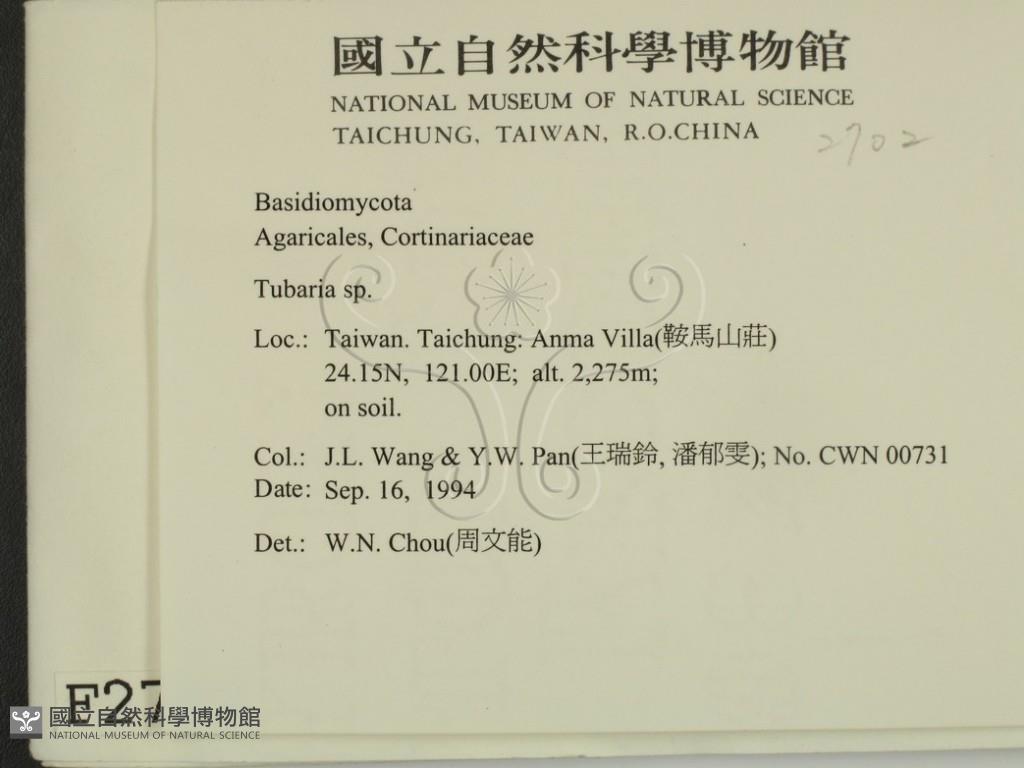 國立自然科學博物館
NATIONAL MUSEUM OF NATURAL SCIENCE
TAICHUNG, TAIWAN, R.O.CHINA
2702
Basidiomycota
Agaricales, Cortinariaceae
Tubaria sp.
Loc.: Taiwan. Taichung: Anma Villa(鞍馬山莊)
24.15N, 121.00E; alt. 2,275m;
on soil.
Col.: J.L. Wang & Y.W. Pan(王瑞鈴, 潘郁雯); No. CWN 00731
Date: Sep. 16, 1994
Det.: W.N. Chou(周文能)
F27
國立自然科學博物館
NATIONAL MUSEUM OF NATURAL SCIENCE